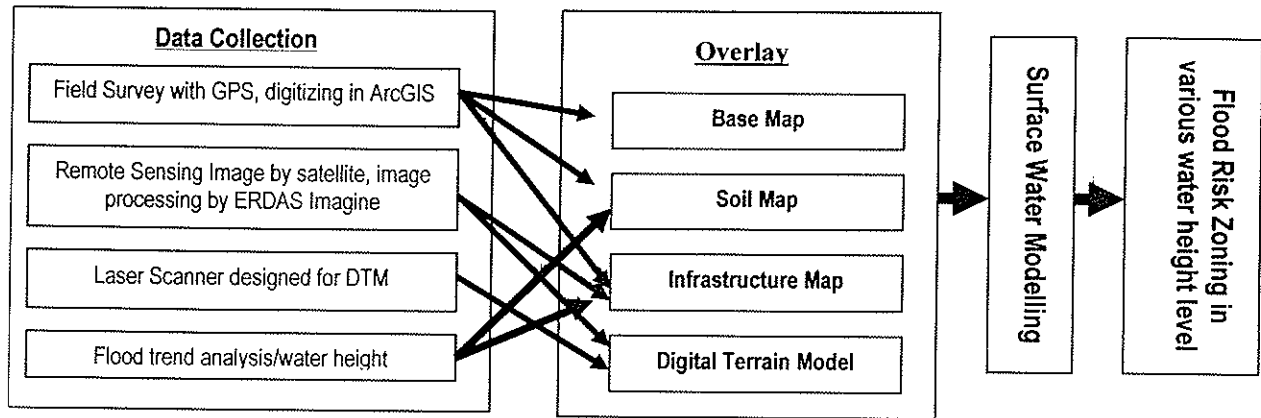 Data Collection
Field Survey with GPS, digitizing in ArcGIS
Remote Sensing Image by satellite, image
processing by ERDAS Imagine
Laser Scanner designed for DTM
Flood trend analysis/water height
Overlay
Base Map
Soil Map
Infrastructure Map
Digital Terrain Model
Surface Water Modelling
Flood Risk Zoning in
various water height level